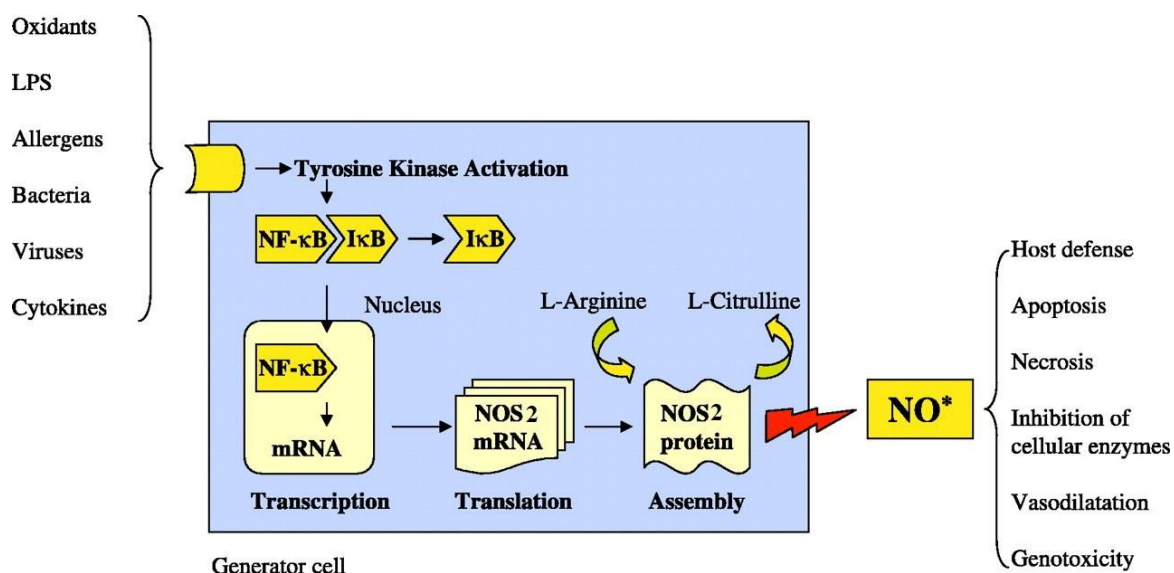 Oxidants
LPS
Allergens
Bacteria
Viruses
Cytokines
Tyrosine Kinase Activation
NF-κB
IκB
IκB
Nucleus
NF-κB
mRNA
Transcription
NOS2
mRNA
Translation
L-Arginine
L-Citrulline
NOS2
protein
Assembly
Generator cell
NO*
Host defense
Apoptosis
Necrosis
Inhibition of
cellular enzymes
Vasodilatation
Genotoxicity